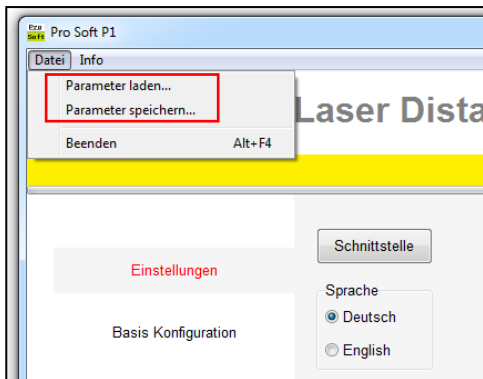 Pro Soft
Pro Soft P1
Datei Info
Parameter laden...
Parameter speichern...
Beenden Alt+F4
Laser Dista
Schnittstelle
Einstellungen
Sprache
Deutsch
Basis Konfiguration
English